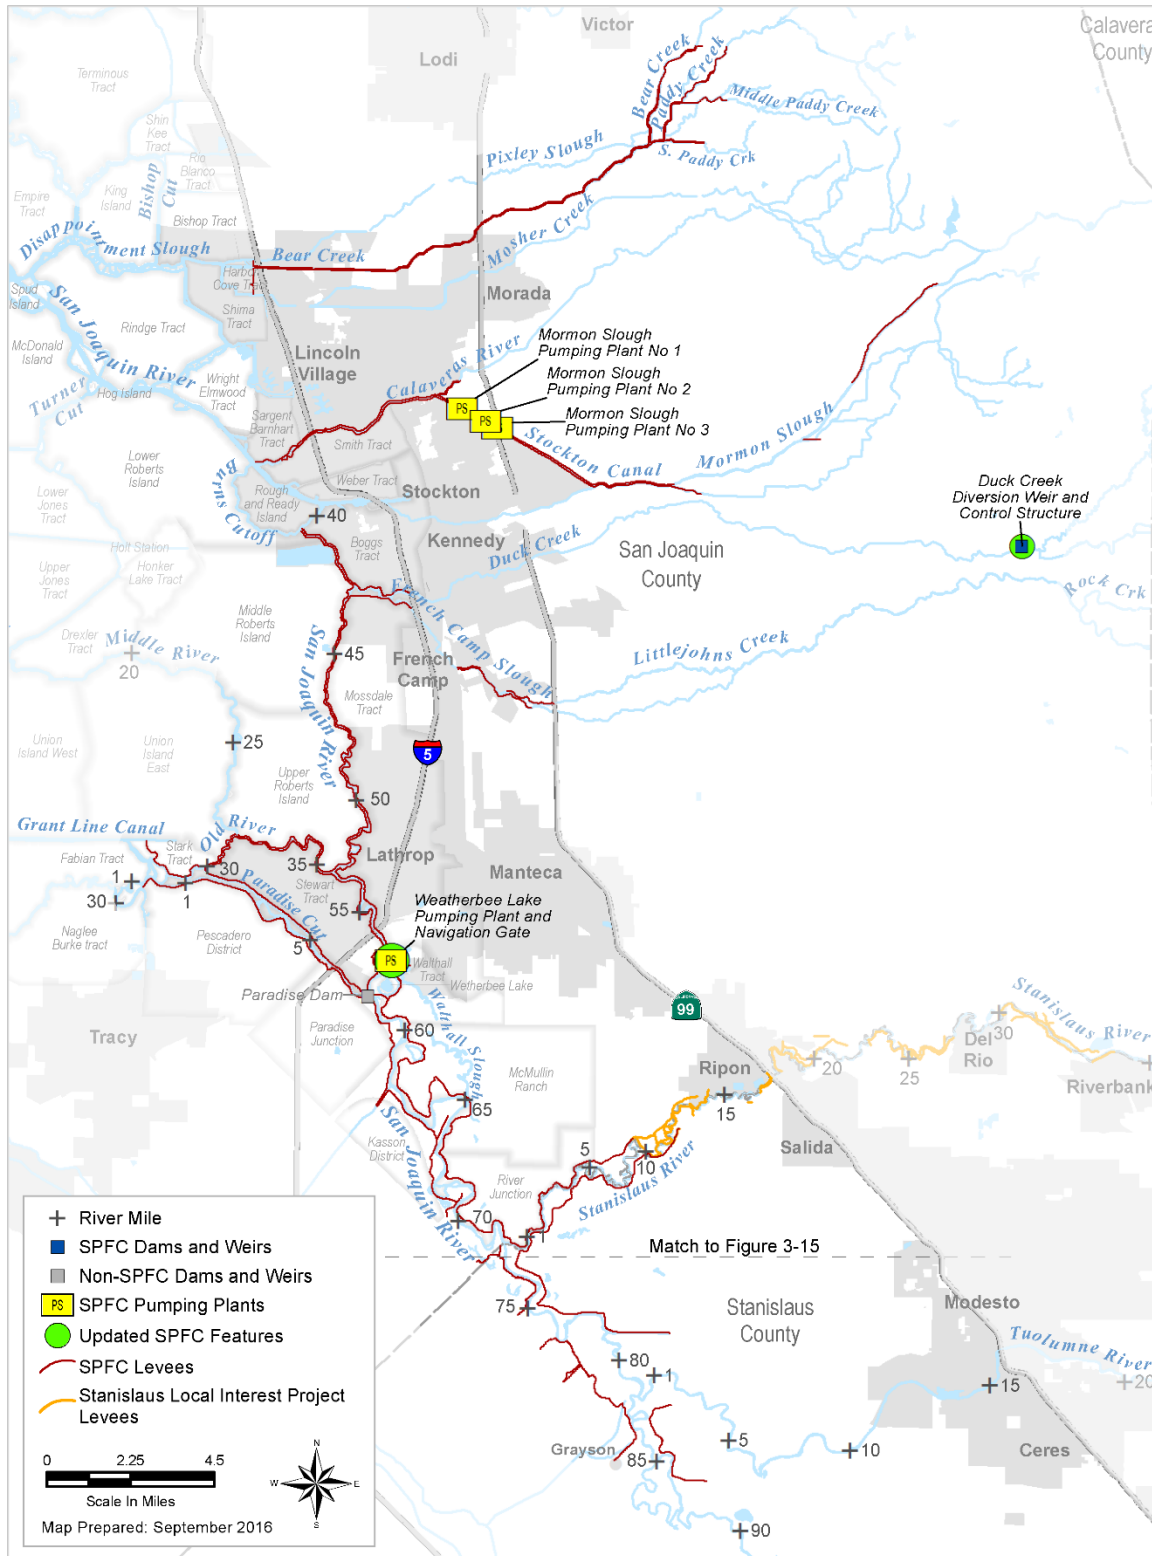 Victor
Calavera
County
Lodi
Terminous
Tract
Shin
Kee
Tract
Rio
Blanco
Tract
King
Island
Empire
Tract
Bishop
Cut
Bishop Tract
Bear Creek
Paddy Creek
Middle Paddy Creek
S. Paddy Crk
Pixley Slough
Mosher Creek
Disappointment Slough
Bear Creek
Harbor
Cove Tract
Shima
Tract
Morada
Spud
Island
San Joaquin River
Rindge Tract
McDonald
Island
Hog Island
Turner
Cut
Wright
Elmwood
Tract
Lincoln
Village
Calaveras River
Mormon Slough
Pumping Plant No 1
Mormon Slough
Pumping Plant No 2
Mormon Slough
Pumping Plant No 3
PS
PS
S
Sargent
Barnhart
Tract
Smith Tract
Stockton Canal
Mormon Slough
Lower
Roberts
Island
Burns Cutoff
Weber Tract
Rough
and Ready
Island
Stockton
40
Boggs
Tract
Kennedy
Duck Creek
San Joaquin
County
Duck Creek
Diversion Weir and
Control Structure
Lower
Jones
Tract
Holt Station
Honker
Lake Tract
Upper
Jones
Tract
Rock Crk
Drexler
Tract
Middle River
20
Middle
Roberts
Island
French Camp Slough
Littlejohns Creek
San Joaquin River
45
French
Camp
Mossdale
Tract
Union
Island West
Union
Island
East
25
5
Upper
Roberts
Island
50
Grant Line Canal
Old River
Stark
Tract
Fabian Tract
1
30
1
30
35
Lathrop
Stewart
Tract
Manteca
Paradise Cut
55
Naglee
Burke tract
Pescadero
District
5
Weatherbee Lake
Pumping Plant and
Navigation Gate
PS
Walthall
Tract
Wetherbee Lake
Paradise Dam
Walthall Slough
99
Tracy
Paradise
Junction
60
McMullin
Ranch
65
Kasson
District
San Joaquin River
Ripon
15
20
25
Del
Rio
30
Stanislaus River
Riverbank
Salida
5
10
Stanislaus River
River
Junction
70
1
Match to Figure 3-15
75
Stanislaus
County
Modesto
Tuolumne River
80
1
15
20
5
10
Grayson
85
Ceres
90
River Mile
SPFC Dams and Weirs
Non-SPFC Dams and Weirs
PS
SPFC Pumping Plants
Updated SPFC Features
SPFC Levees
Stanislaus Local Interest Project
Levees
0 2.25 4.5
Scale In Miles
N
W
E
S
Map Prepared: September 2016